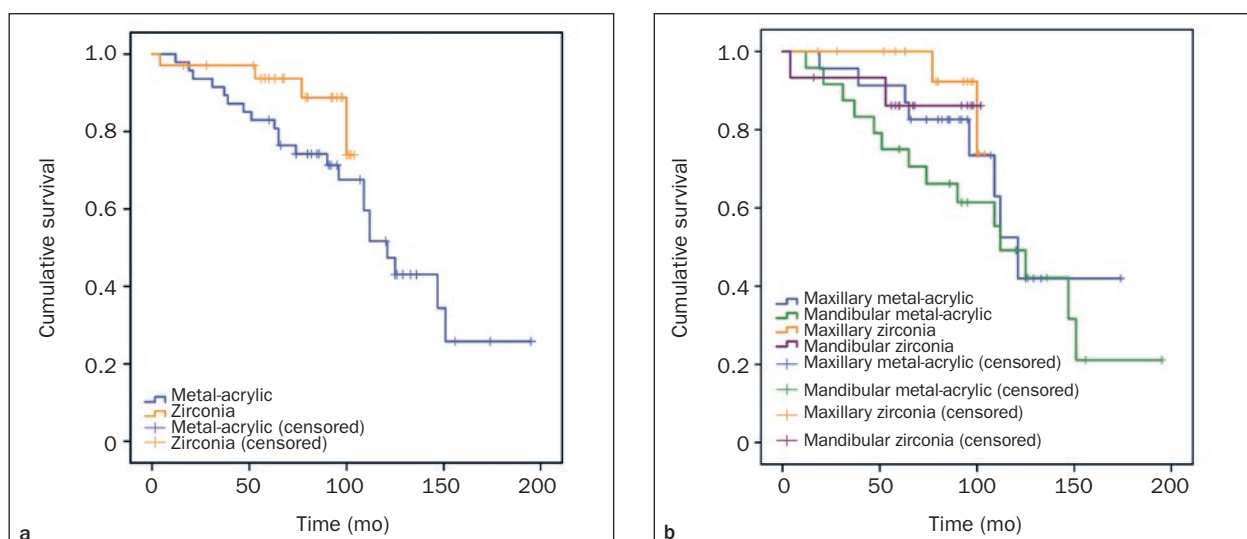 1.0
0.8
0.6
0.4
0.2
0
Cumulative survival
Metal-acrylic
Zirconia
Metal-acrylic (censored)
Zirconia (censored)
0 50 100 150 200
Time (mo)
a
1.0
0.8
0.6
0.4
0.2
0
Cumulative survival
Maxillary metal-acrylic
Mandibular metal-acrylic
Maxillary zirconia
Mandibular zirconia
Maxillary metal-acrylic (censored)
Mandibular metal-acrylic (censored)
Maxillary zirconia (censored)
Mandibular zirconia (censored)
0 50 100 150 200
Time (mo)
b